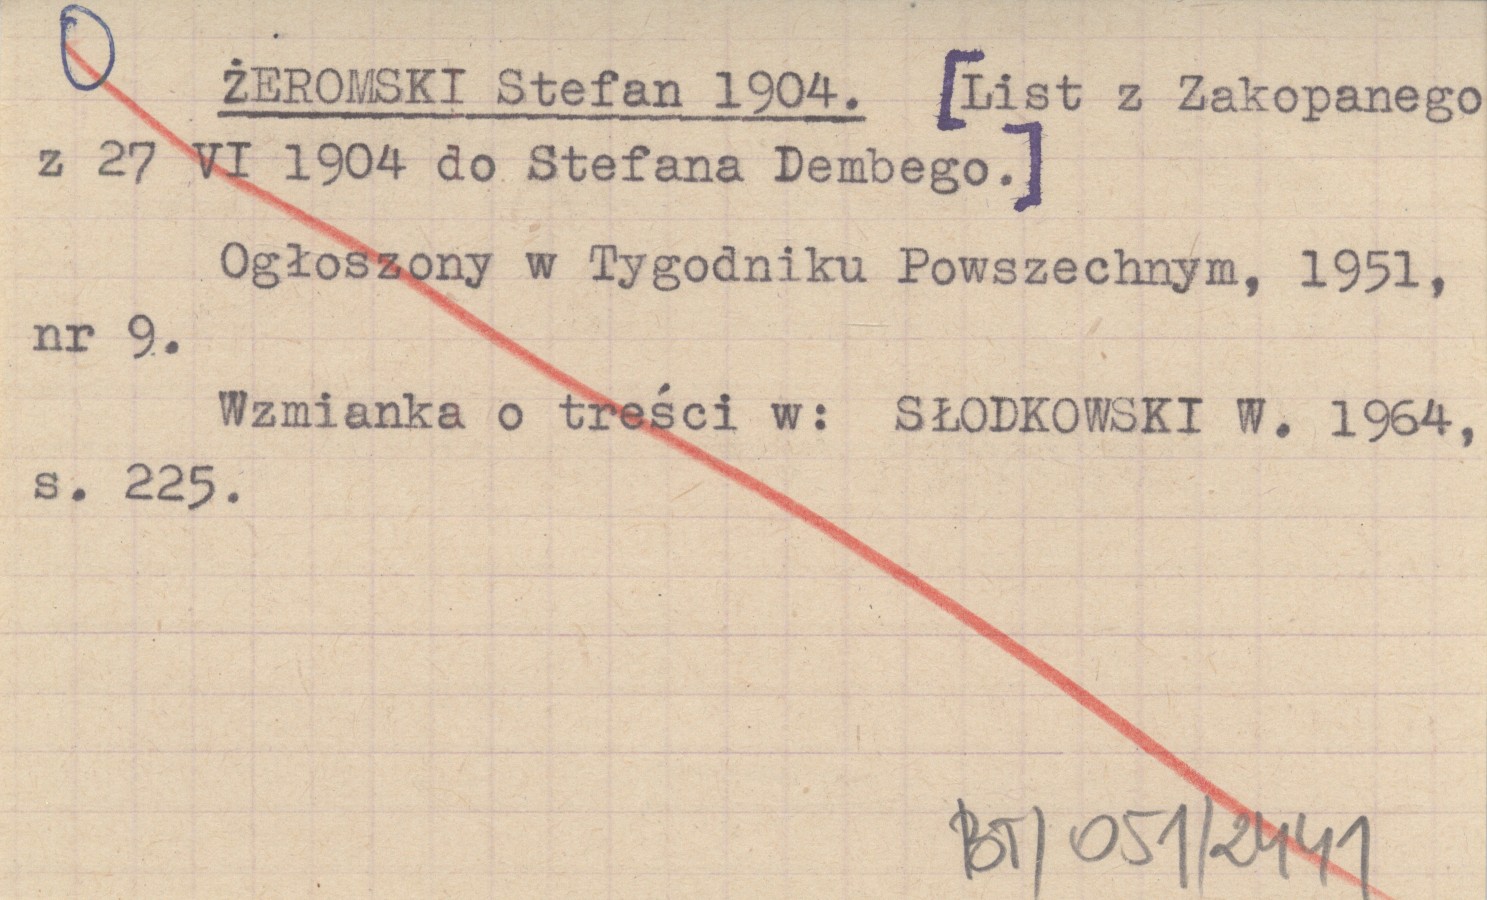 ŻEROMSKI Stefan 1904. [List z Zakopanego
z 27 VI 1904 do Stefana Dembego.]
Ogłoszony w Tygodniku Powszechnym, 1951,
nr 9.
Wzmianka o treści w: SŁODKOWSKI W. 1964,
s. 225.
BT/051/2441